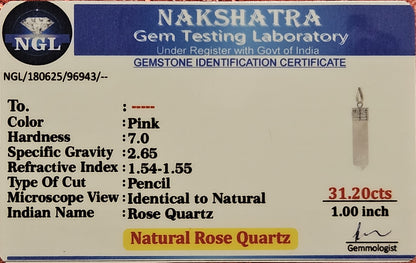 NAKSHATRA
NGL
Gem Testing Laboratory
Under Register with Govt of India
GEMSTONE IDENTIFICATION CERTIFICATE
NGL/180625/96943/--
To. : -----
Color : Pink
Hardness : 7.0
Specific Gravity : 2.65
Refractive Index : 1.54-1.55
Type Of Cut : Pencil
Microscope View : Identical to Natural
Indian Name : Rose Quartz
31.20cts
1.00 inch
Natural Rose Quartz
Gemmologist